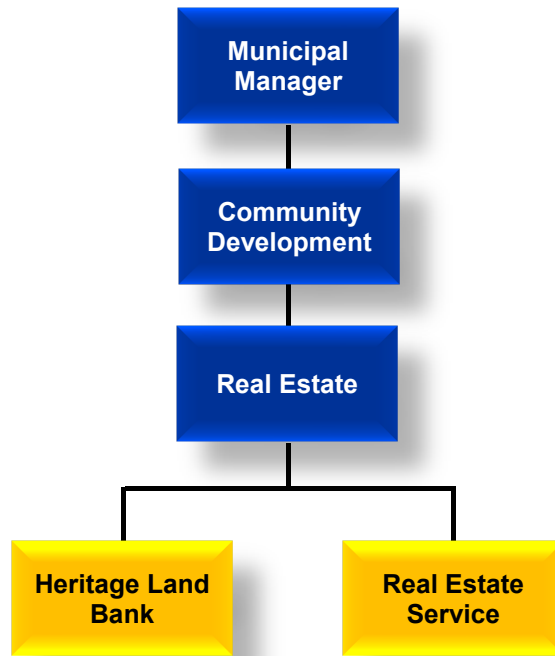 Municipal
Manager
Community
Development
Real Estate
Heritage Land
Bank
Real Estate
Service